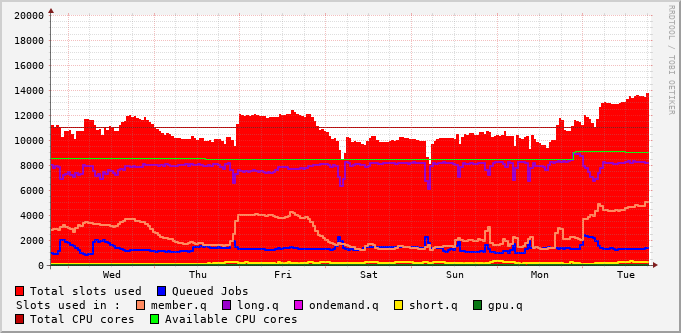 20000
18000
16000
14000
12000
10000
8000
6000
4000
2000
0
Wed Thu Fri Sat Sun Mon Tue
RRDTOOL / TOBI OETIKER
Total slots used Queued Jobs
Slots used in : member.q long.q ondemand.q short.q gpu.q
Total CPU cores Available CPU cores